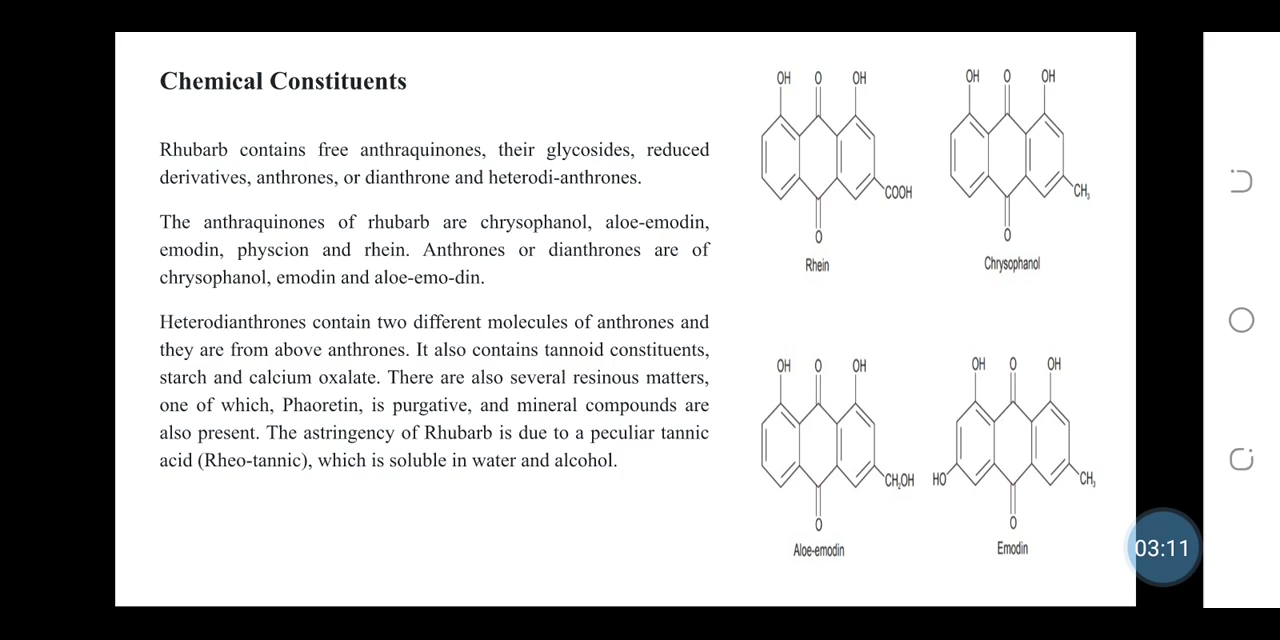 Chemical Constituents
Rhubarb contains free anthraquinones, their glycosides, reduced
derivatives, anthrones, or dianthrone and heterodi-anthrones.
The anthraquinones of rhubarb are chrysophanol, aloe-emodin,
emodin, physcion and rhein. Anthrones or dianthrones are of
chrysophanol, emodin and aloe-emo-din.
Heterodianthrones contain two different molecules of anthrones and
they are from above anthrones. It also contains tannoid constituents,
starch and calcium oxalate. There are also several resinous matters,
one of which, Phaoretin, is purgative, and mineral compounds are
also present. The astringency of Rhubarb is due to a peculiar tannic
acid (Rheo-tannic), which is soluble in water and alcohol.
OH O OH
COOH
O
Rhein
OH O OH
CH₃
O
Chrysophanol
OH O OH
CH₂OH
O
Aloe-emodin
OH O OH
HO CH₃
O
Emodin
03:11